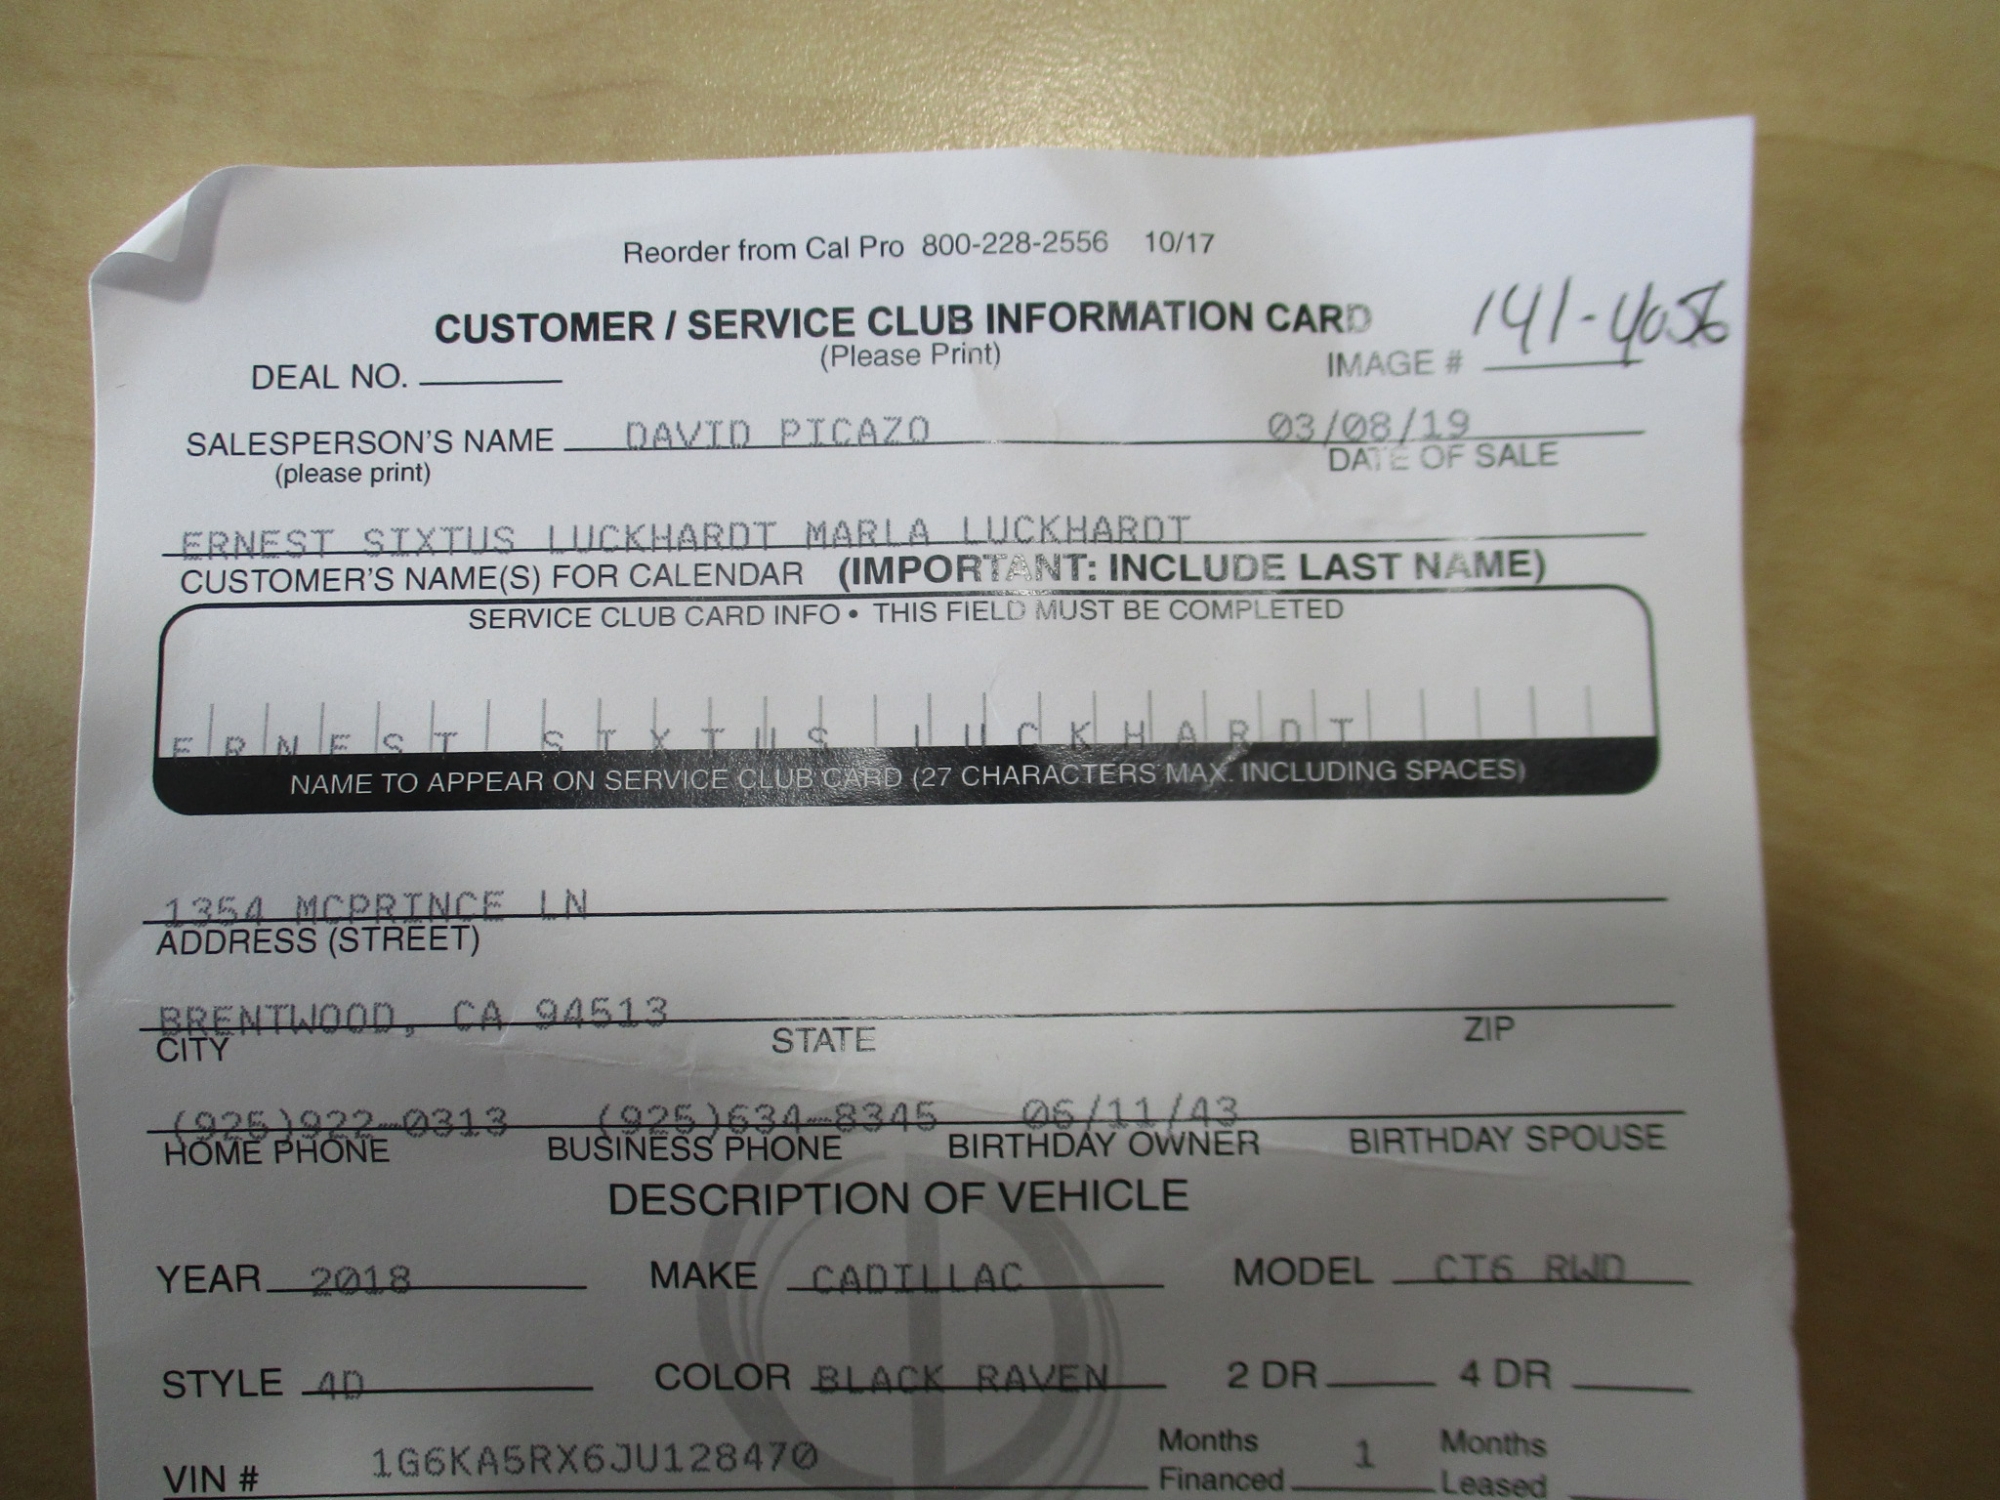 Reorder from Cal Pro 800-228-2556 10/17
CUSTOMER / SERVICE CLUB INFORMATION CARD
(Please Print)
141-4056
DEAL NO.
IMAGE #
DAVID PICAZO 03/08/19
SALESPERSON'S NAME
(please print)
DATE OF SALE
ERNEST SIXTUS LUCKHARDT MARLA LUCKHARDT
CUSTOMER'S NAME(S) FOR CALENDAR (IMPORTANT: INCLUDE LAST NAME)
SERVICE CLUB CARD INFO • THIS FIELD MUST BE COMPLETED
ERNEST SIXTUS LUCKHARDT
NAME TO APPEAR ON SERVICE CLUB CARD (27 CHARACTERS MAX. INCLUDING SPACES)
1354 MCPRINCE LN
ADDRESS (STREET)
BRENTWOOD, CA 94513
CITY STATE ZIP
(925)922-0313 (925)634-8345 06/11/43
HOME PHONE BUSINESS PHONE BIRTHDAY OWNER BIRTHDAY SPOUSE
DESCRIPTION OF VEHICLE
YEAR 2018 MAKE CADILLAC MODEL CT6 RWD
STYLE 4D COLOR BLACK RAVEN 2 DR 4 DR
VIN # 1G6KA5RX6JU128470 Months Financed 1 Months Leased